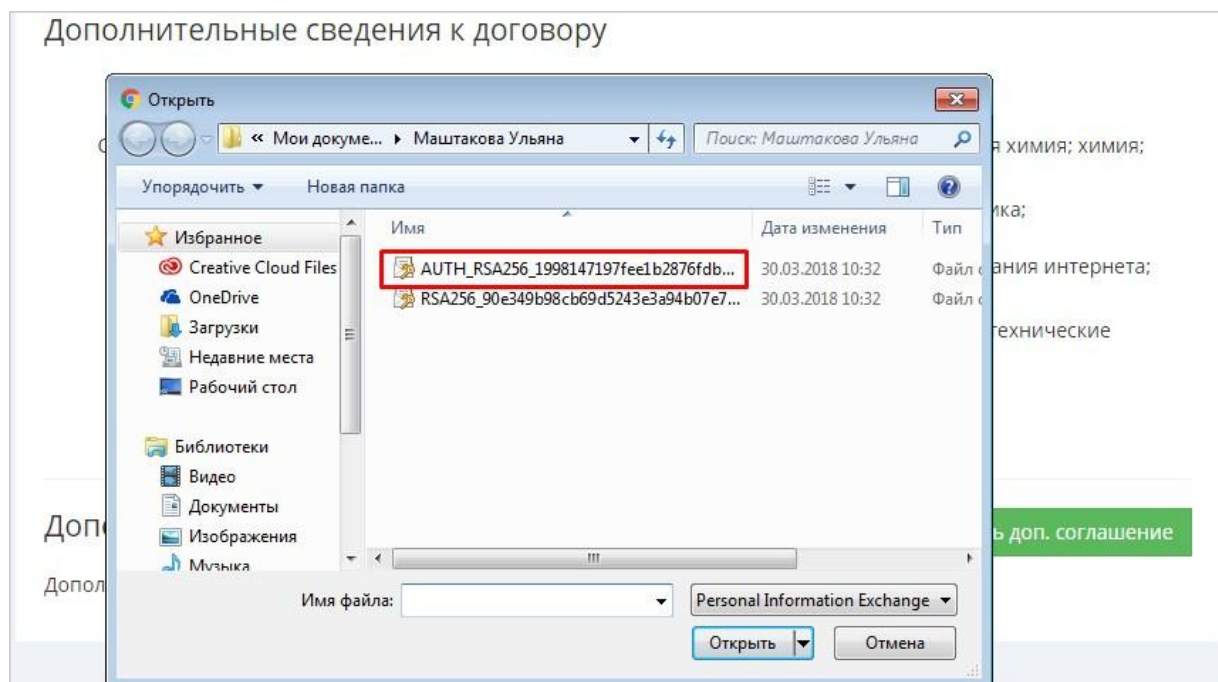 Дополнительные сведения к договору
Открыть
« Мои докуме... Маштакова Ульяна Поиск: Маштакова Ульяна
я химия; химия;
Упорядочить Новая папка
ика;
Имя Дата изменения Тип
Избранное
Creative Cloud Files AUTH_RSA256_1998147197fee1b2876fdb... 30.03.2018 10:32 Файл
ания интернета;
OneDrive RSA256_90e349b98cb69d5243e3a94b07e7... 30.03.2018 10:32 Файл
Загрузки
технические
Недавние места
Рабочий стол
Библиотеки
Видео
Документы
Допо ь доп. соглашение
Изображения
Музыка
Допол
Имя файла: Personal Information Exchange
Открыть Отмена